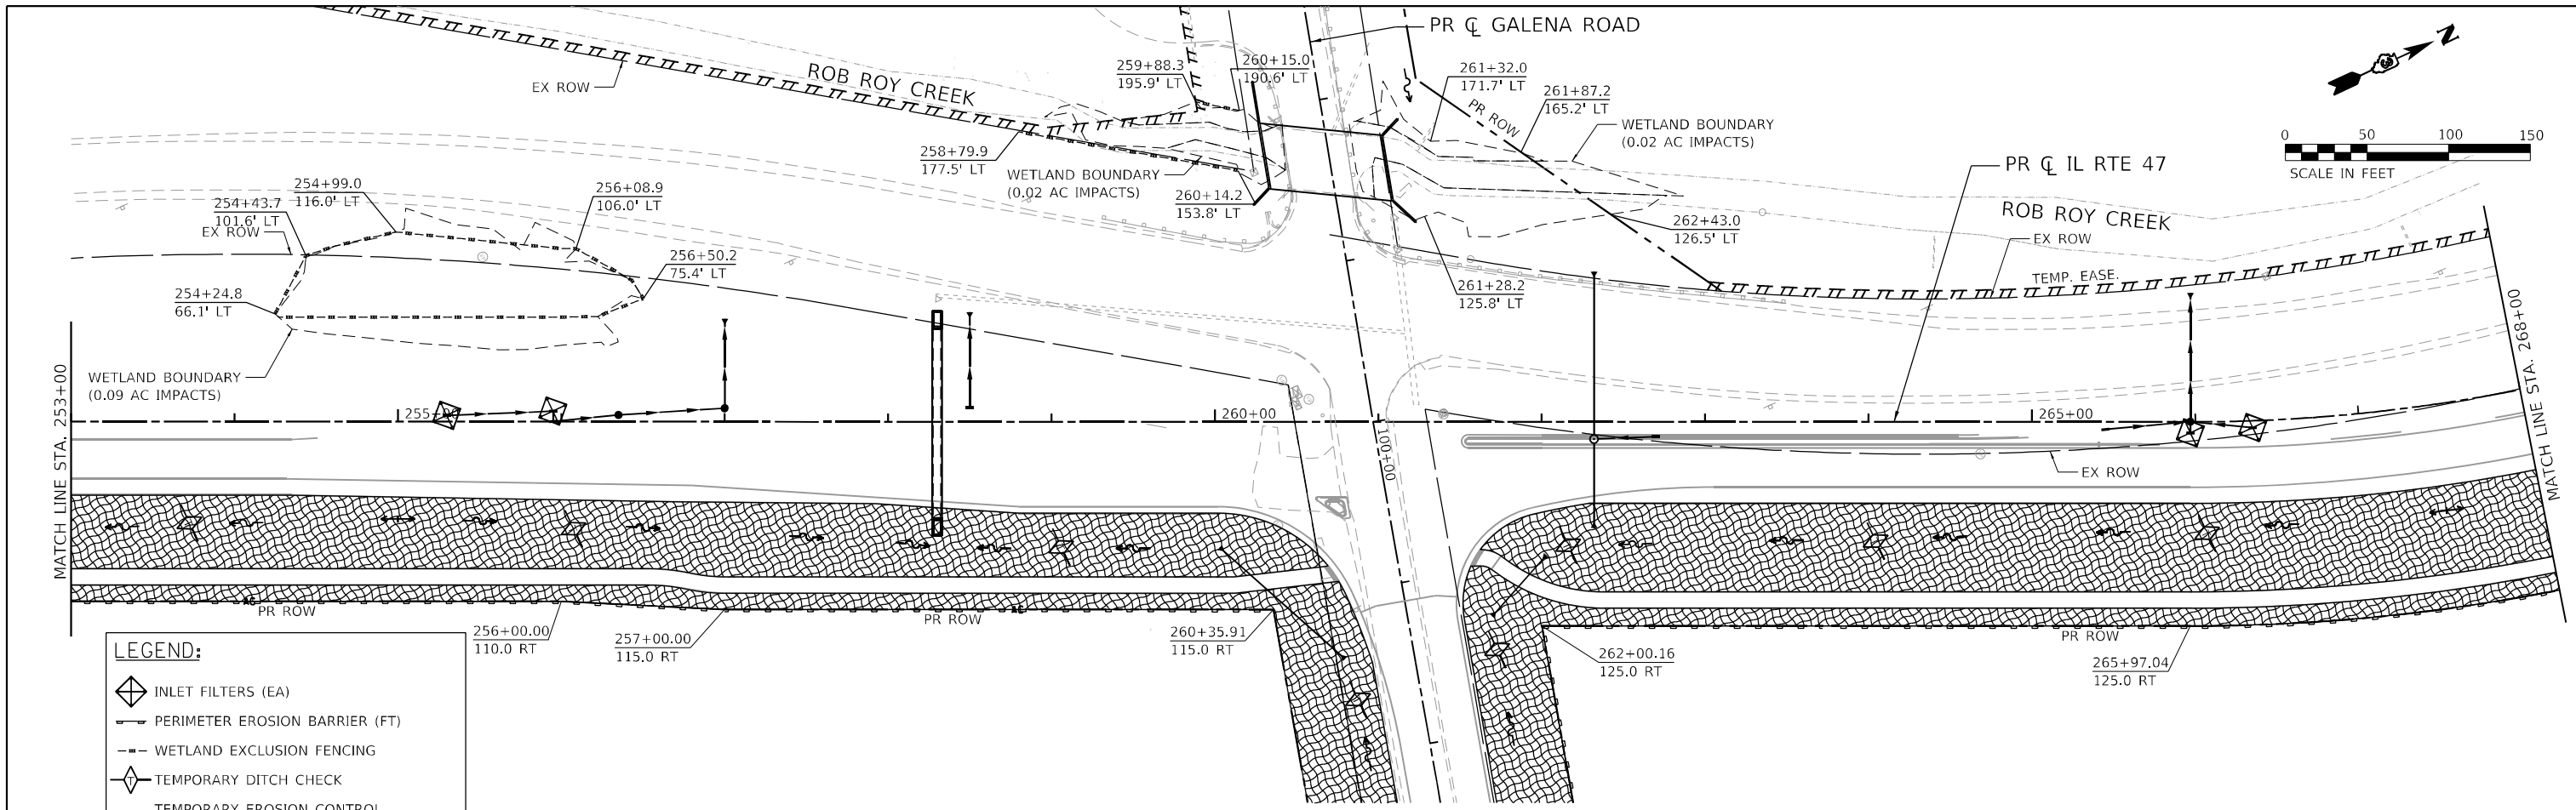 PR ℄ GALENA ROAD
N
ROB ROY CREEK
EX ROW
259+88.3
195.9' LT
260+15.0
190.6' LT
261+32.0
171.7' LT
261+87.2
165.2' LT
PR ROW
WETLAND BOUNDARY
(0.02 AC IMPACTS)
0 50 100 150
SCALE IN FEET
PR ℄ IL RTE 47
258+79.9
177.5' LT
WETLAND BOUNDARY
(0.02 AC IMPACTS)
260+14.2
153.8' LT
254+99.0
116.0' LT
254+43.7
101.6' LT
EX ROW
256+08.9
106.0' LT
256+50.2
75.4' LT
254+24.8
66.1' LT
ROB ROY CREEK
262+43.0
126.5' LT
EX ROW
TEMP. EASE.
261+28.2
125.8' LT
WETLAND BOUNDARY
(0.09 AC IMPACTS)
MATCH LINE STA. 253+00
MATCH LINE STA. 268+00
255+00
260+00
265+00
101+00
EX ROW
PR ROW
PR ROW
PR ROW
256+00.00
110.0 RT
257+00.00
115.0 RT
260+35.91
115.0 RT
262+00.16
125.0 RT
265+97.04
125.0 RT
LEGEND:
INLET FILTERS (EA)
PERIMETER EROSION BARRIER (FT)
WETLAND EXCLUSION FENCING
T
TEMPORARY DITCH CHECK
TEMPORARY EROSION CONTROL